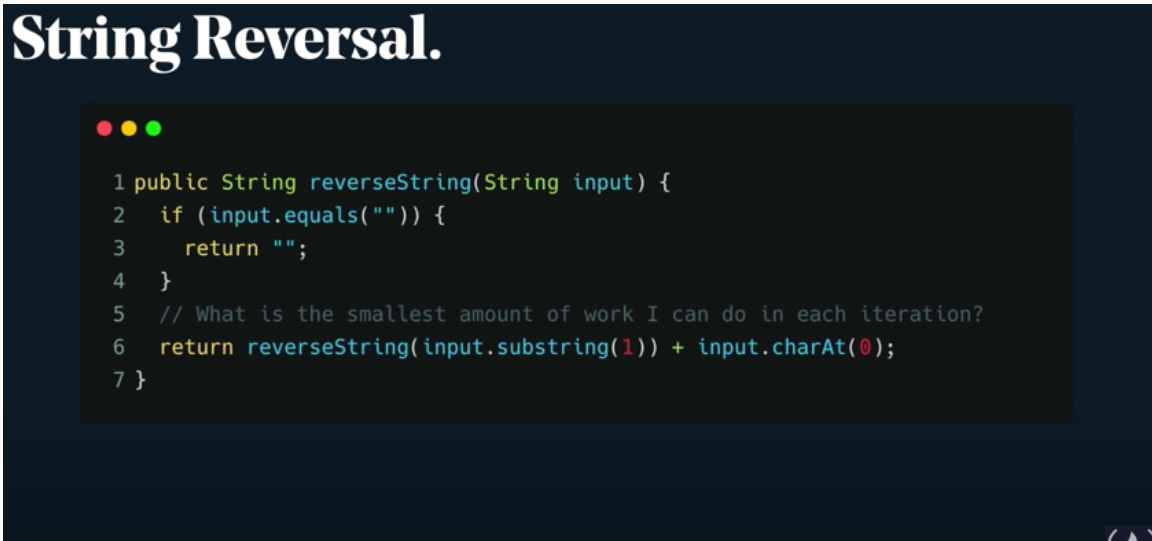 String Reversal.
1 public String reverseString(String input) {
2   if (input.equals("")) {
3     return "";
4   }
5   // What is the smallest amount of work I can do in each iteration?
6   return reverseString(input.substring(1)) + input.charAt(0);
7 }